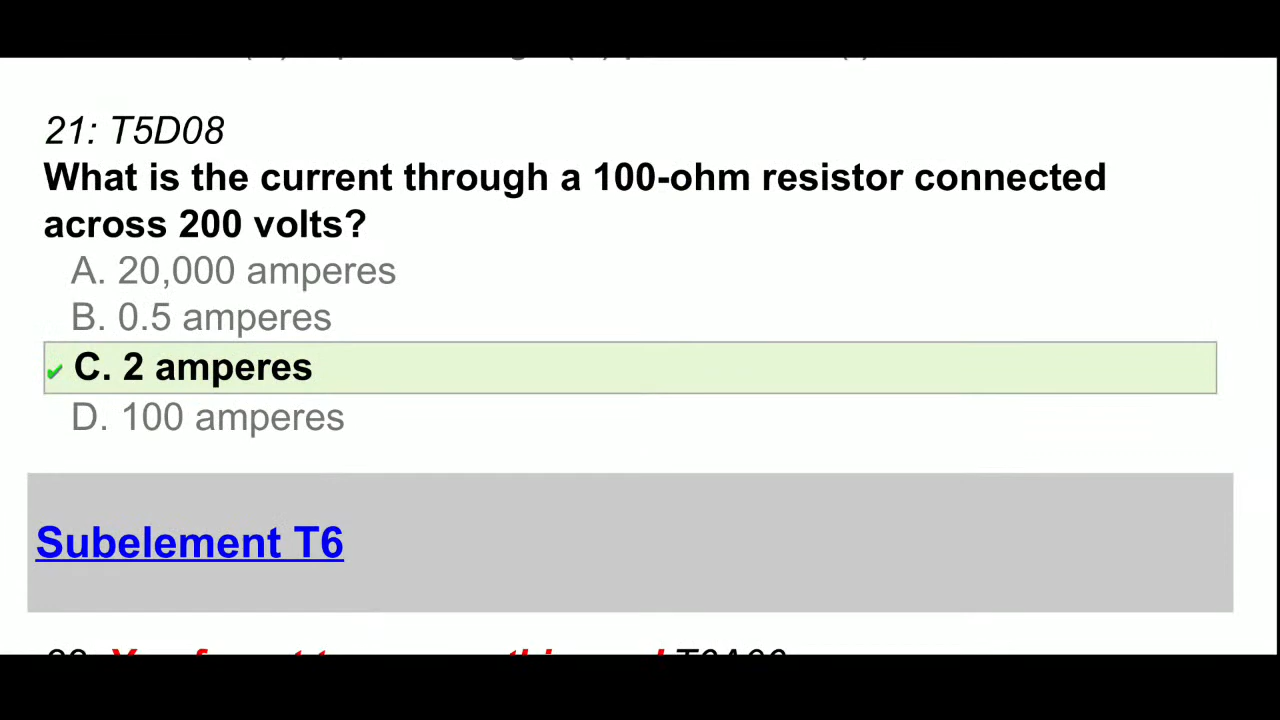 21: T5D08
What is the current through a 100-ohm resistor connected
across 200 volts?
A. 20,000 amperes
B. 0.5 amperes
C. 2 amperes
D. 100 amperes
Subelement T6